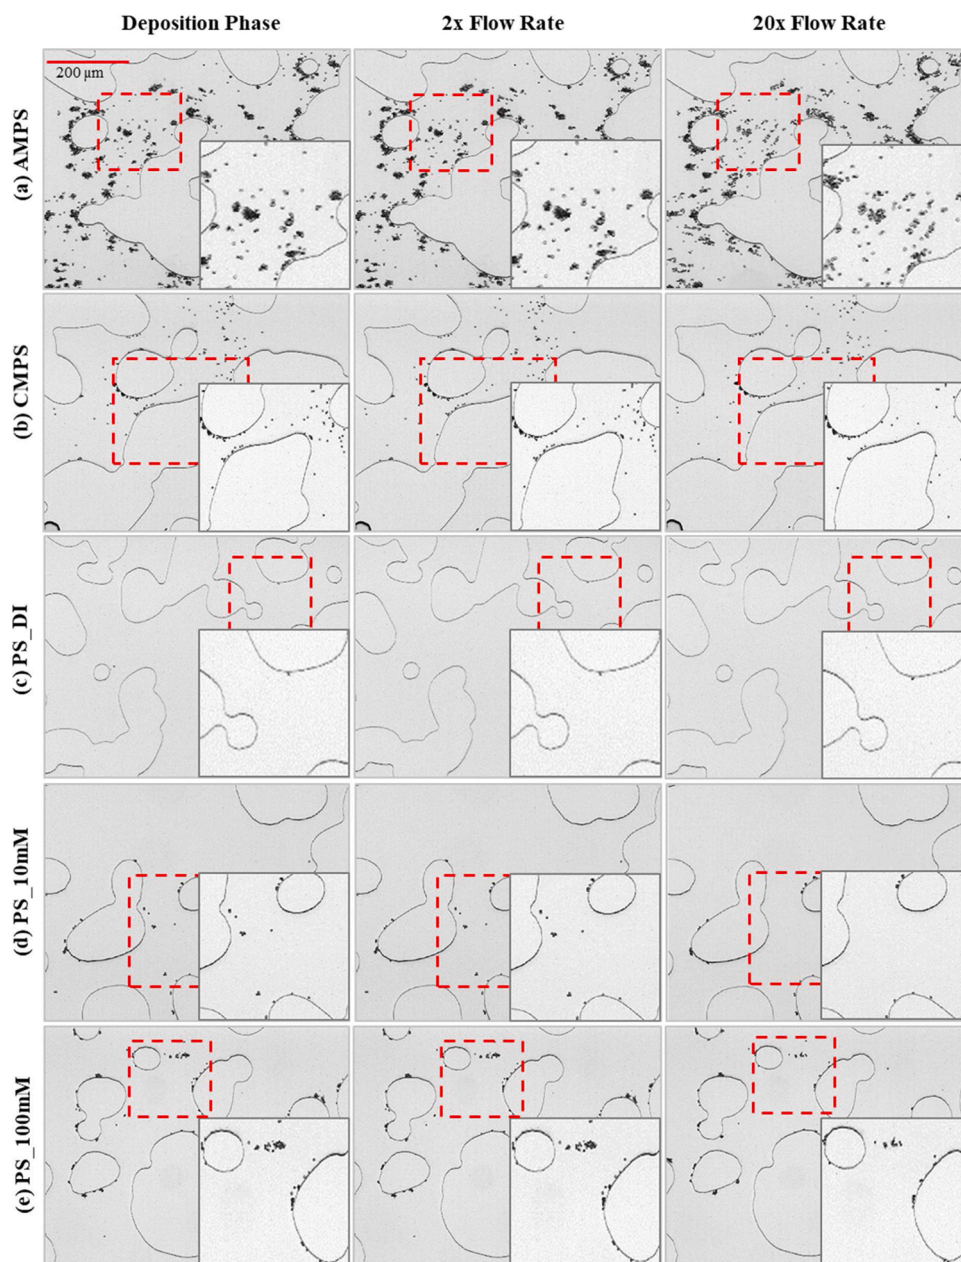 Deposition Phase 2x Flow Rate 20x Flow Rate
200 μm
(a) AMPS
(b) CMPS
(c) PS_DI
(d) PS_10mM
(e) PS_100mM